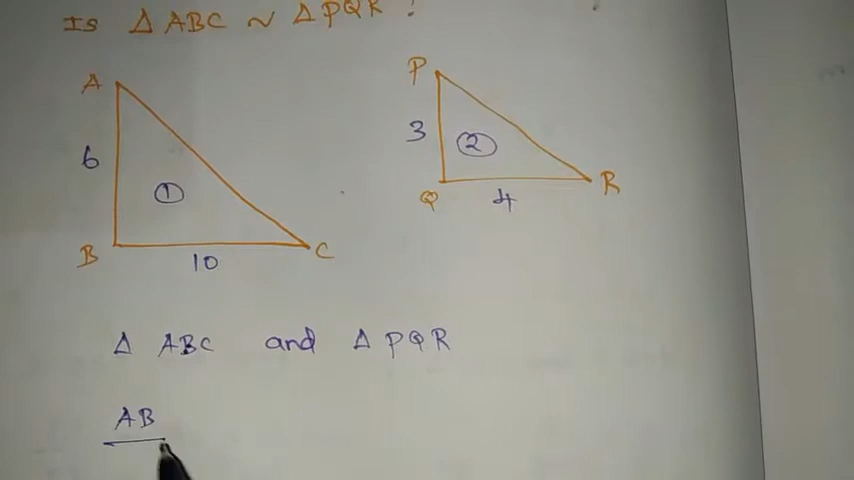 Is Δ ABC ~ Δ PQR ?
A
P
6
3
②
①
Q
4
R
B
10
C
Δ ABC and Δ PQR
AB